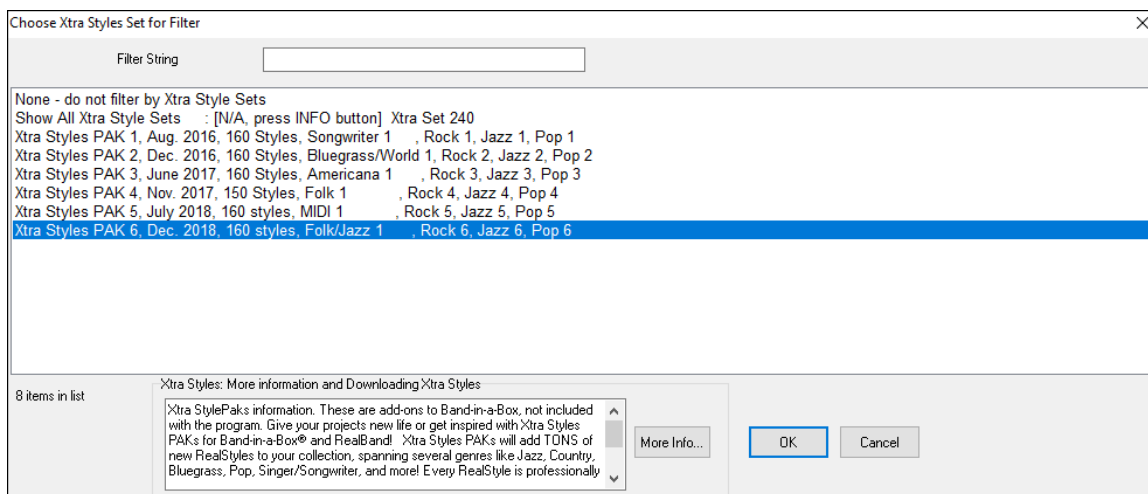 Choose Xtra Styles Set for Filter
Filter String
None - do not filter by Xtra Style Sets
Show All Xtra Style Sets : [N/A, press INFO button] Xtra Set 240
Xtra Styles PAK 1, Aug. 2016, 160 Styles, Songwriter 1 , Rock 1, Jazz 1, Pop 1
Xtra Styles PAK 2, Dec. 2016, 160 Styles, Bluegrass/World 1, Rock 2, Jazz 2, Pop 2
Xtra Styles PAK 3, June 2017, 160 Styles, Americana 1 , Rock 3, Jazz 3, Pop 3
Xtra Styles PAK 4, Nov. 2017, 150 Styles, Folk 1 , Rock 4, Jazz 4, Pop 4
Xtra Styles PAK 5, July 2018, 160 styles, MIDI 1 , Rock 5, Jazz 5, Pop 5
Xtra Styles PAK 6, Dec. 2018, 160 styles, Folk/Jazz 1 , Rock 6, Jazz 6, Pop 6
8 items in list
Xtra Styles: More information and Downloading Xtra Styles
Xtra StylePaks information. These are add-ons to Band-in-a-Box, not included
with the program. Give your projects new life or get inspired with Xtra Styles
PAKs for Band-in-a-Box® and RealBand! Xtra Styles PAKs will add TONS of
new RealStyles to your collection, spanning several genres like Jazz, Country,
Bluegrass, Pop, Singer/Songwriter, and more! Every RealStyle is professionally
More Info...
OK
Cancel